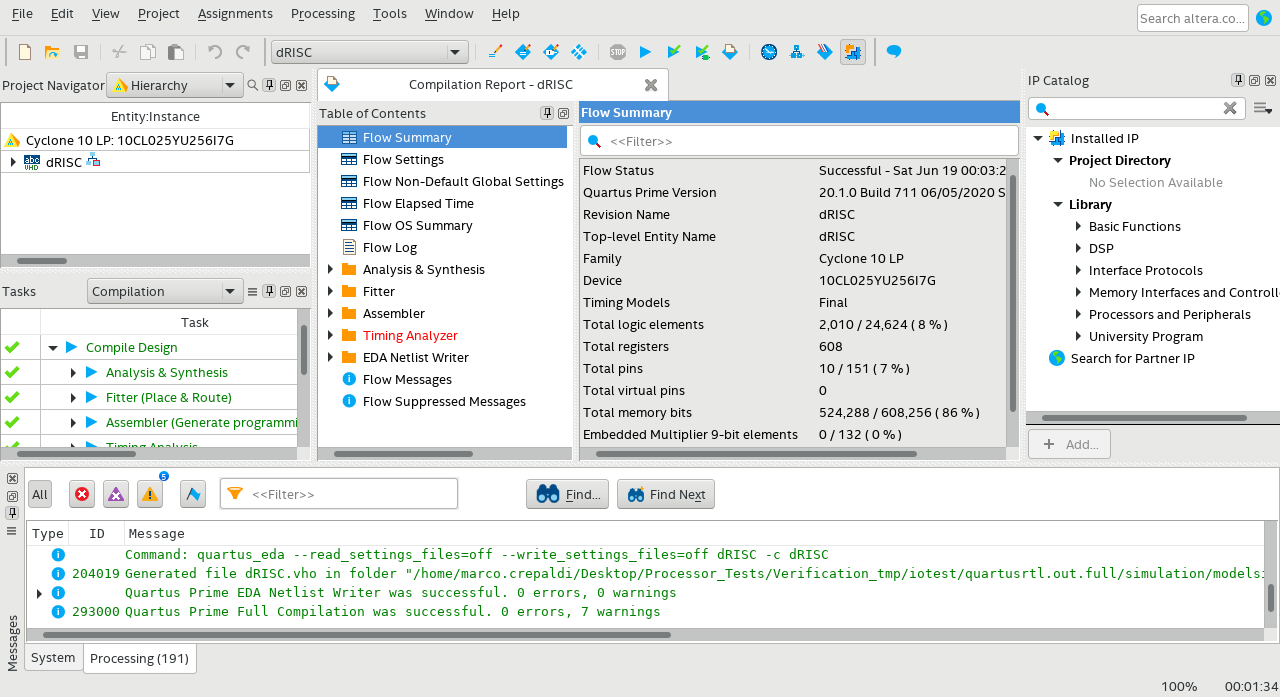 File Edit View Project Assignments Processing Tools Window Help
Search altera.co...
dRISC
Project Navigator Hierarchy
Entity:Instance
Cyclone 10 LP: 10CL025YU256I7G
dRISC
Tasks Compilation
Task
Compile Design
Analysis & Synthesis
Fitter (Place & Route)
Assembler (Generate programmi
Timing Analysis
Compilation Report - dRISC
Table of Contents
Flow Summary
Flow Settings
Flow Non-Default Global Settings
Flow Elapsed Time
Flow OS Summary
Flow Log
Analysis & Synthesis
Fitter
Assembler
Timing Analyzer
EDA Netlist Writer
Flow Messages
Flow Suppressed Messages
Flow Summary
<<Filter>>
Flow Status Successful - Sat Jun 19 00:03:2
Quartus Prime Version 20.1.0 Build 711 06/05/2020 S
Revision Name dRISC
Top-level Entity Name dRISC
Family Cyclone 10 LP
Device 10CL025YU256I7G
Timing Models Final
Total logic elements 2,010 / 24,624 ( 8 % )
Total registers 608
Total pins 10 / 151 ( 7 % )
Total virtual pins 0
Total memory bits 524,288 / 608,256 ( 86 % )
Embedded Multiplier 9-bit elements 0 / 132 ( 0 % )
IP Catalog
Installed IP
Project Directory
No Selection Available
Library
Basic Functions
DSP
Interface Protocols
Memory Interfaces and Controlle
Processors and Peripherals
University Program
Search for Partner IP
+ Add...
All 5 <<Filter>> Find... Find Next
Type ID Message
Command: quartus_eda --read_settings_files=off --write_settings_files=off dRISC -c dRISC
204019 Generated file dRISC.vho in folder "/home/marco.crepaldi/Desktop/Processor_Tests/Verification_tmp/iotest/quartusrtl.out.full/simulation/modelsi
Quartus Prime EDA Netlist Writer was successful. 0 errors, 0 warnings
293000 Quartus Prime Full Compilation was successful. 0 errors, 7 warnings
Messages
System Processing (191)
100% 00:01:34